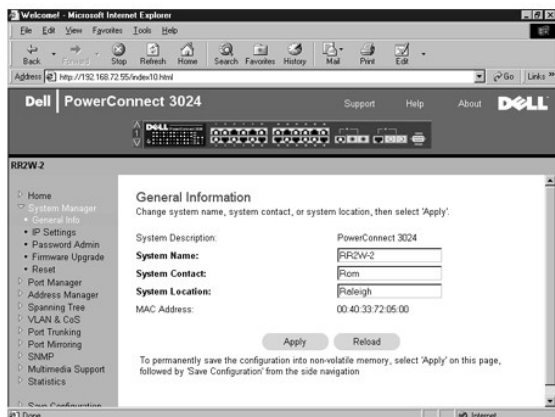 Welcome! - Microsoft Internet Explorer
File Edit View Favorites Tools Help
Back Forward Stop Refresh Home Search Favorites History Mail Print Edit
Address http://192.168.72.55/index10.html Go Links »
Dell | PowerConnect 3024 Support Help About DELL
DELL
RR2W-2
Home
System Manager
General Info
IP Settings
Password Admin
Firmware Upgrade
Reset
Port Manager
Address Manager
Spanning Tree
VLAN & CoS
Port Trunking
Port Mirroring
SNMP
Multimedia Support
Statistics
Save Configuration
General Information
Change system name, system contact, or system location, then select 'Apply'.
System Description: PowerConnect 3024
System Name: RR2W-2
System Contact: Rom
System Location: Raleigh
MAC Address: 00:40:33:72:05:00
Apply Reload
To permanently save the configuration into non-volatile memory, select 'Apply' on this page,
followed by 'Save Configuration' from the side navigation
Done Internet